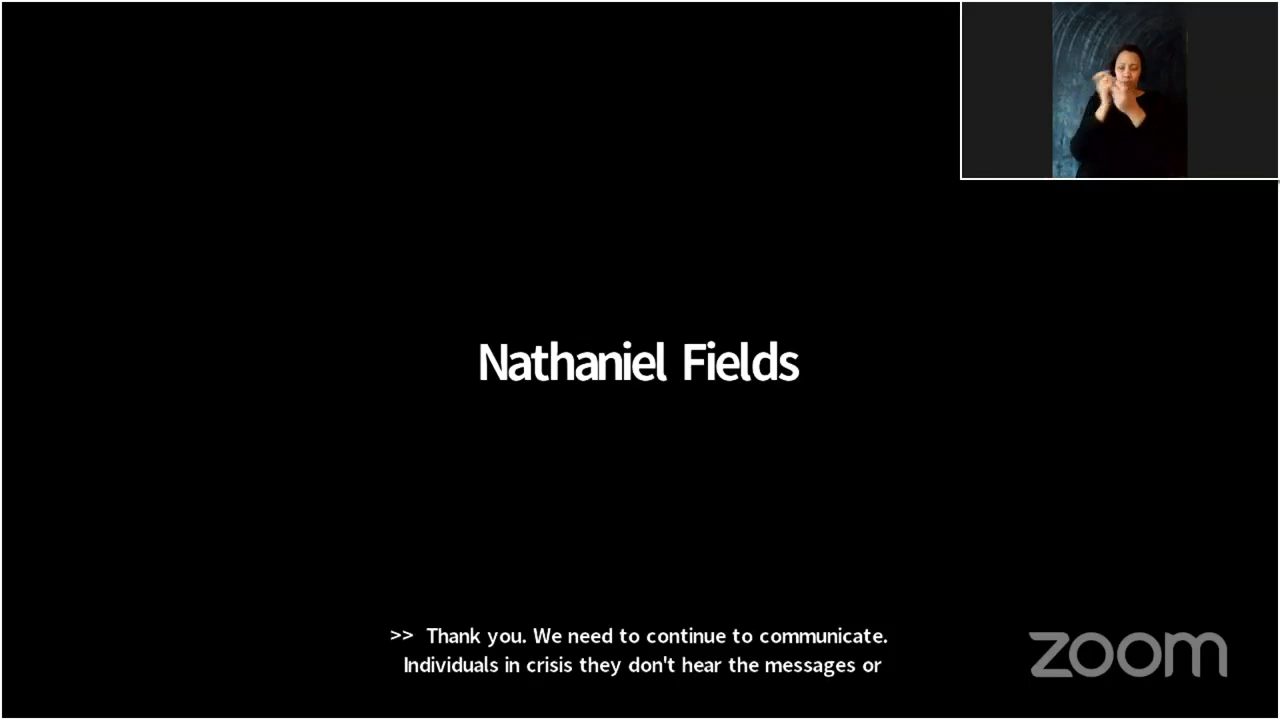 Nathaniel Fields
>> Thank you. We need to continue to communicate.
Individuals in crisis they don't hear the messages or
zoom